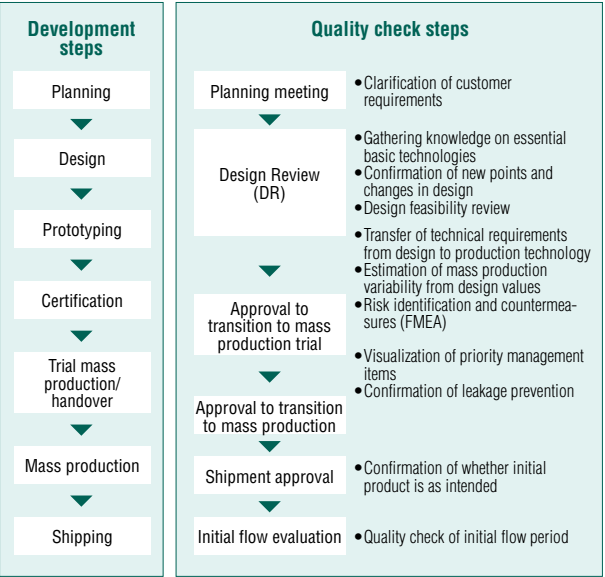 Development
steps
Planning
Design
Prototyping
Certification
Trial mass
production/
handover
Mass production
Shipping
Quality check steps
Planning meeting
•Clarification of customer
requirements
Design Review
(DR)
•Gathering knowledge on essential
basic technologies
•Confirmation of new points and
changes in design
•Design feasibility review
•Transfer of technical requirements
from design to production technology
•Estimation of mass production
variability from design values
•Risk identification and countermea-
sures (FMEA)
Approval to
transition to mass
production trial
•Visualization of priority management
items
•Confirmation of leakage prevention
Approval to transition
to mass production
Shipment approval
•Confirmation of whether initial
product is as intended
Initial flow evaluation
•Quality check of initial flow period